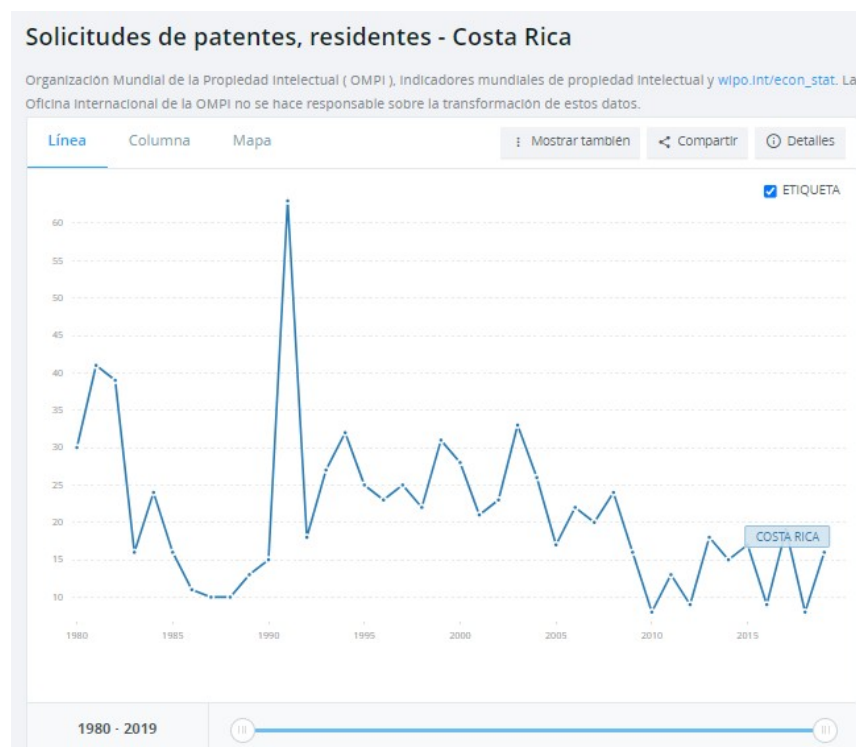 Solicitudes de patentes, residentes - Costa Rica
Organización Mundial de la Propiedad Intelectual ( OMPI ), Indicadores mundiales de propiedad intelectual y wipo.int/econ_stat. La
Oficina Internacional de la OMPI no se hace responsable sobre la transformación de estos datos.
Línea Columna Mapa Mostrar también Compartir Detalles
ETIQUETA
60
55
50
45
40
35
30
25
20
COSTA RICA
15
10
1980 1985 1990 1995 2000 2005 2010 2015
1980 - 2019